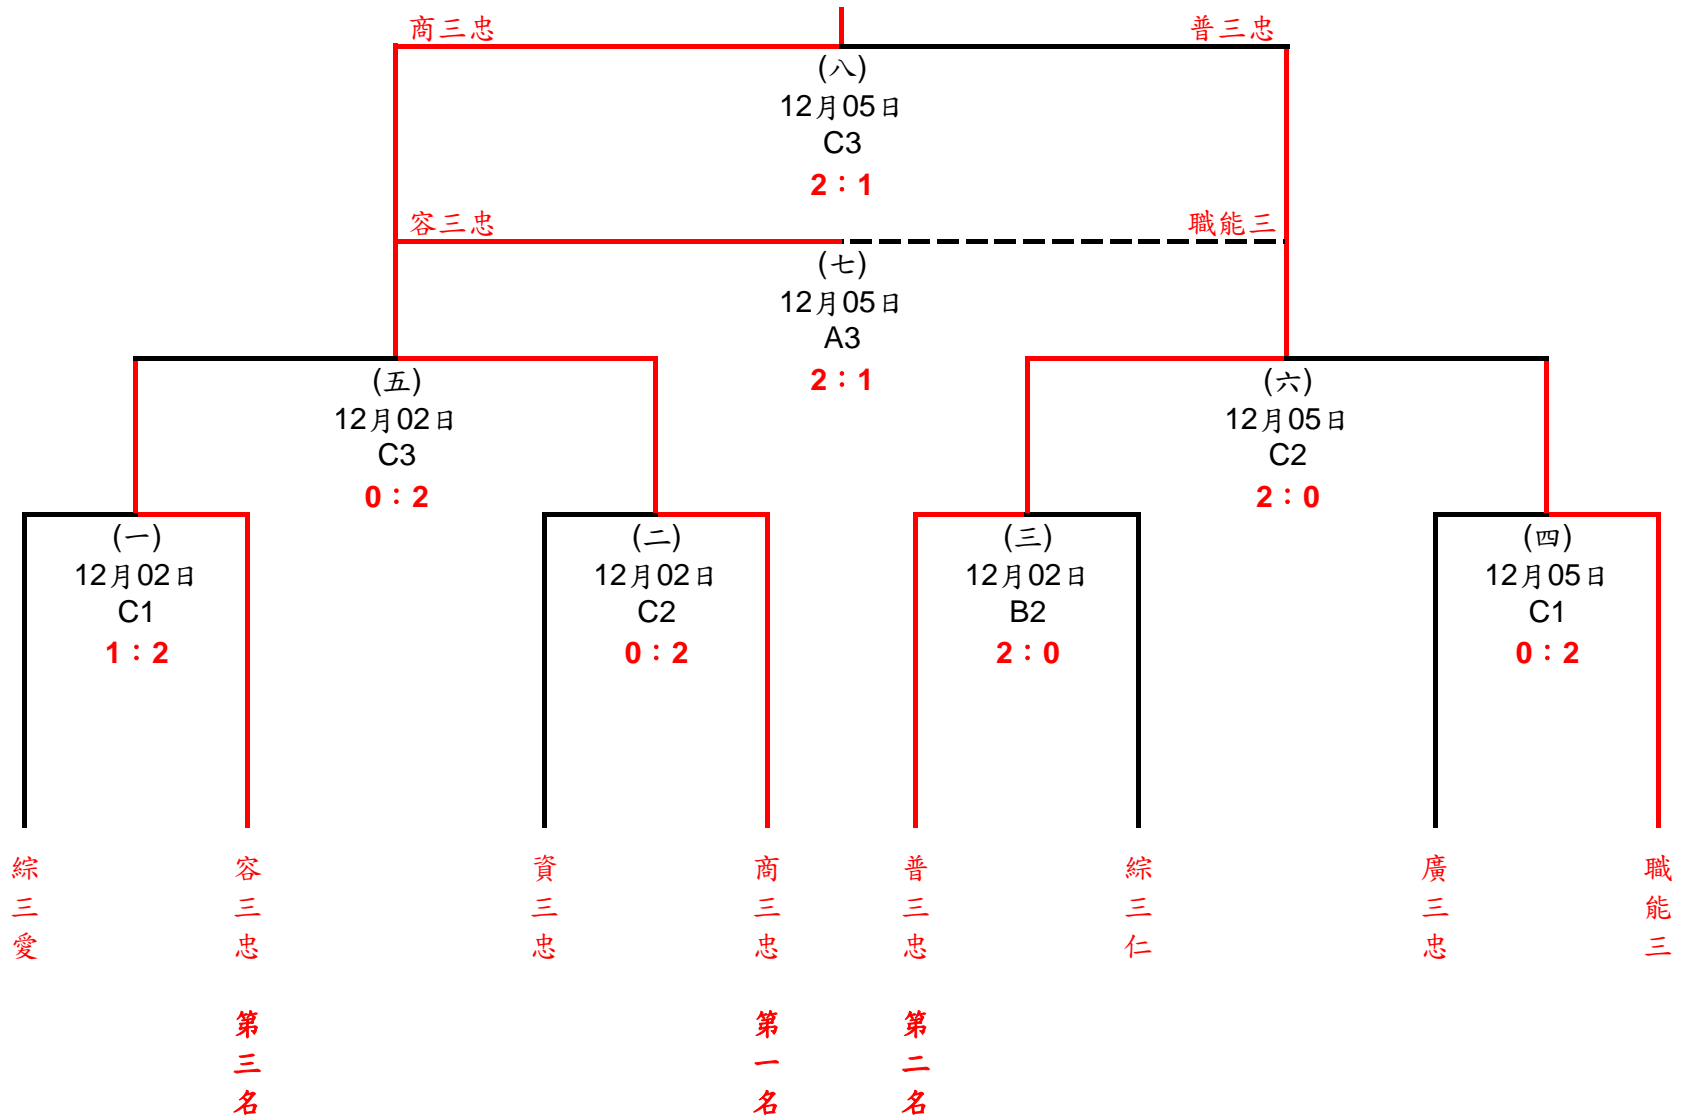 商三忠
普三忠
(八)
12月05日
C3
2：1
容三忠
職能三
(七)
12月05日
A3
2：1
(五)
12月02日
C3
0：2
(六)
12月05日
C2
2：0
(一)
12月02日
C1
1：2
(二)
12月02日
C2
0：2
(三)
12月02日
B2
2：0
(四)
12月05日
C1
0：2
綜三愛
容三忠
資三忠
商三忠
普三忠
綜三仁
廣三忠
職能三
第三名
第一名
第二名